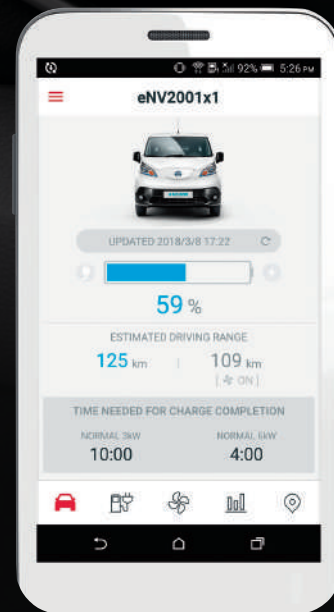 92% 5:26 PM
eNV2001x1
UPDATED 2018/3/8 17:22
59 %
ESTIMATED DRIVING RANGE
125 km | 109 km
[ ON ]
TIME NEEDED FOR CHARGE COMPLETION
NORMAL 3kW NORMAL 6kW
10:00 4:00